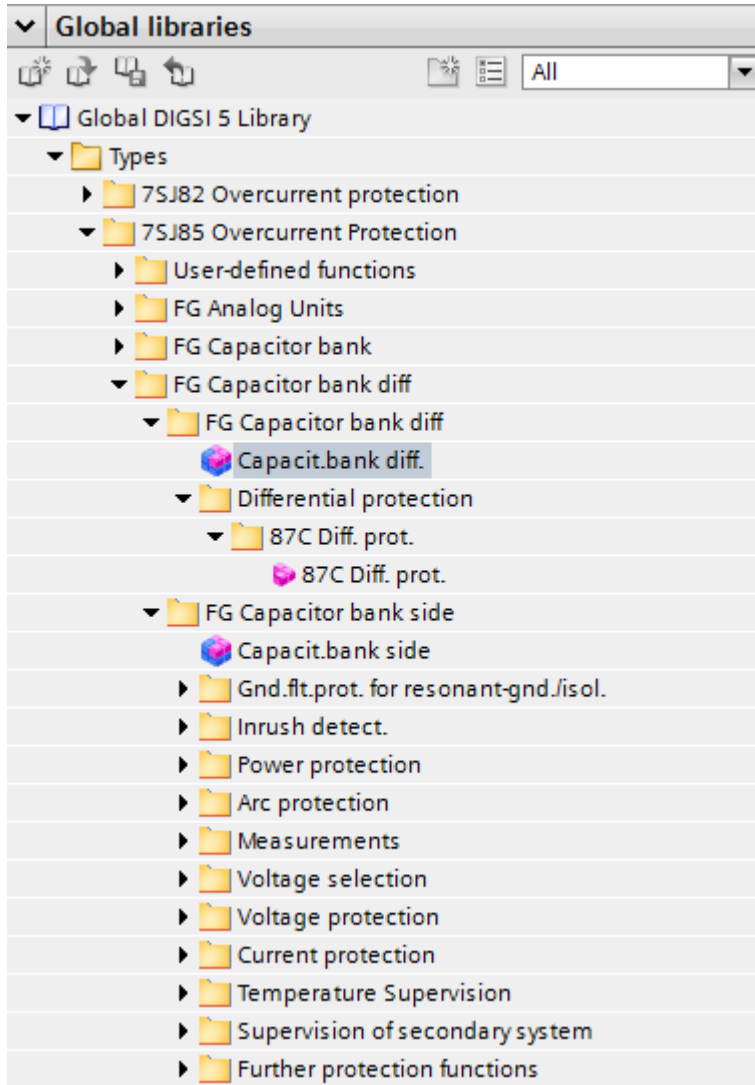 Global libraries
All
Global DIGSI 5 Library
Types
7SJ82 Overcurrent protection
7SJ85 Overcurrent Protection
User-defined functions
FG Analog Units
FG Capacitor bank
FG Capacitor bank diff
FG Capacitor bank diff
Capacit.bank diff.
Differential protection
87C Diff. prot.
87C Diff. prot.
FG Capacitor bank side
Capacit.bank side
Gnd.flt.prot. for resonant-gnd./isol.
Inrush detect.
Power protection
Arc protection
Measurements
Voltage selection
Voltage protection
Current protection
Temperature Supervision
Supervision of secondary system
Further protection functions